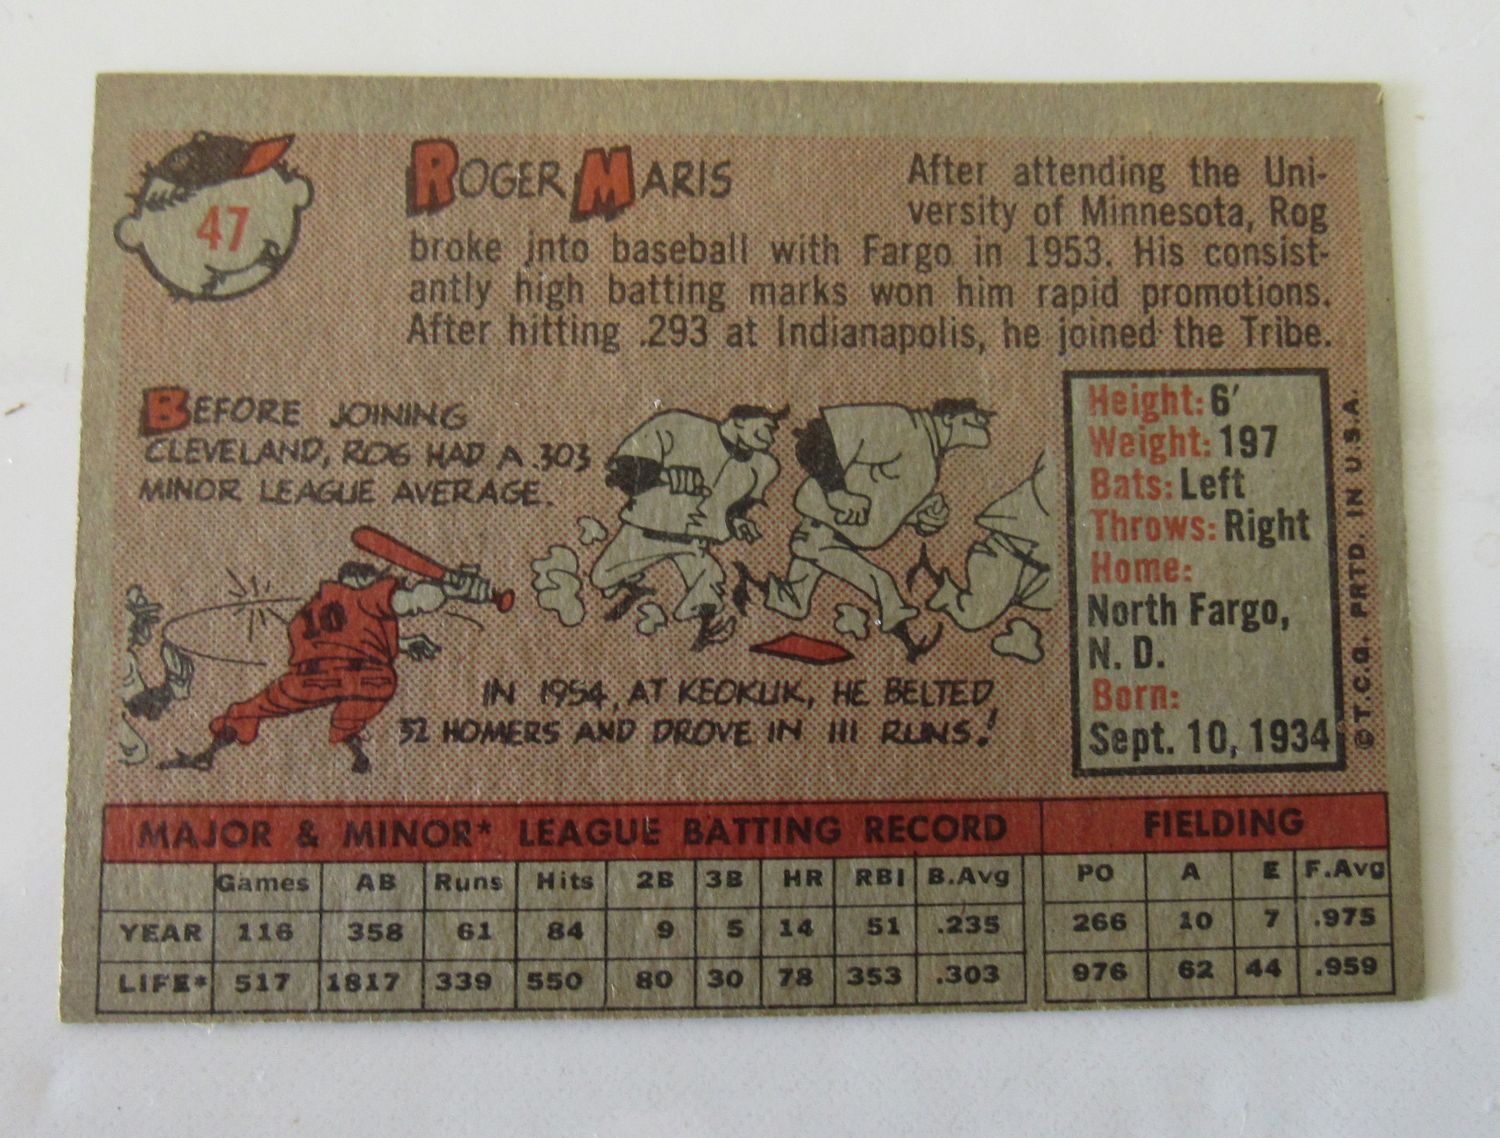 47
ROGER MARIS
After attending the Uni-
versity of Minnesota, Rog
broke into baseball with Fargo in 1953. His consist-
antly high batting marks won him rapid promotions.
After hitting .293 at Indianapolis, he joined the Tribe.
BEFORE JOINING
CLEVELAND, ROG HAD A .303
MINOR LEAGUE AVERAGE.
10
IN 1954, AT KEOKUK, HE BELTED
32 HOMERS AND DROVE IN 111 RUNS!
Height: 6'
Weight: 197
Bats: Left
Throws: Right
Home:
North Fargo,
N. D.
Born:
Sept. 10, 1934
©T.C.G. PRTD. IN U.S.A.
MAJOR & MINOR* LEAGUE BATTING RECORD FIELDING
Games AB Runs Hits 2B 3B HR RBI B.Avg PO A E F.Avg
YEAR 116 358 61 84 9 5 14 51 .235 266 10 7 .975
LIFE* 517 1817 339 550 80 30 78 353 .303 976 62 44 .959